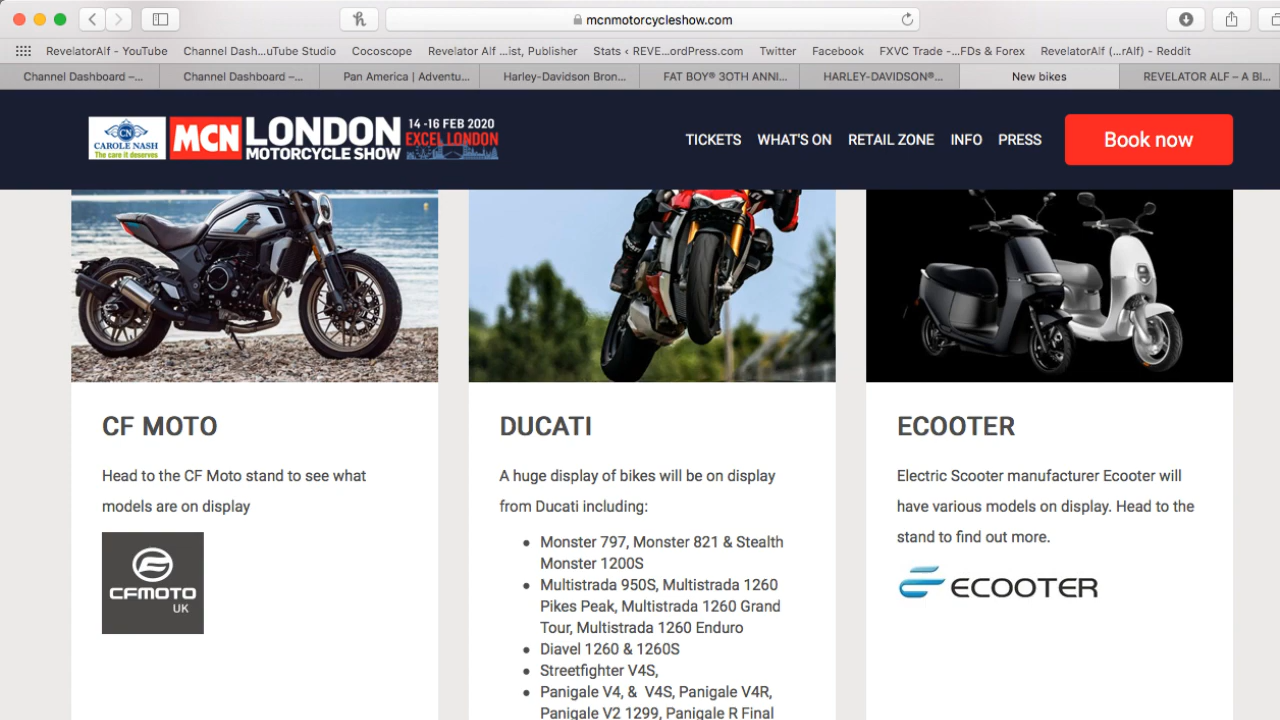 mcnmotorcycleshow.com
RevelatorAlf - YouTube
Channel Dash...uTube Studio
Cocoscope
Revelator Alf ...ist, Publisher
Stats ‹ REVE...ordPress.com
Twitter
Facebook
FXVC Trade -...FDs & Forex
RevelatorAlf (...rAlf) - Reddit
Channel Dashboard –...
Channel Dashboard –...
Pan America | Adventu...
Harley-Davidson Bron...
FAT BOY® 30TH ANNI...
HARLEY-DAVIDSON®...
New bikes
REVELATOR ALF – A BI...
CN
CAROLE NASH
The care it deserves
MCN
LONDON
MOTORCYCLE SHOW
14 -16 FEB 2020
EXCEL LONDON
TICKETS
WHAT'S ON
RETAIL ZONE
INFO
PRESS
Book now
CF MOTO
Head to the CF Moto stand to see what
models are on display
CFMOTO
UK
DUCATI
A huge display of bikes will be on display
from Ducati including:
• Monster 797, Monster 821 & Stealth
Monster 1200S
• Multistrada 950S, Multistrada 1260
Pikes Peak, Multistrada 1260 Grand
Tour, Multistrada 1260 Enduro
• Diavel 1260 & 1260S
• Streetfighter V4S,
• Panigale V4, & V4S, Panigale V4R,
Panigale V2 1299, Panigale R Final
ECOOTER
Electric Scooter manufacturer Ecooter will
have various models on display. Head to the
stand to find out more.
ECOOTER